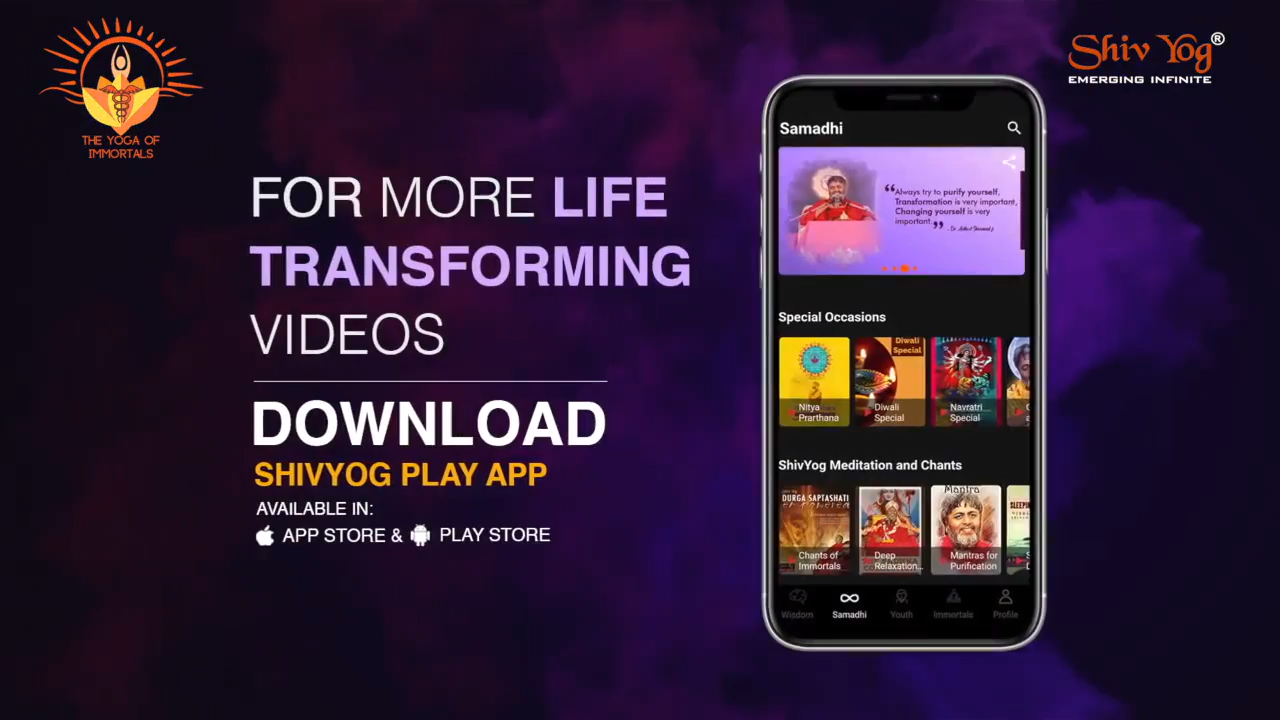 THE YOGA OF
IMMORTALS
Shiv Yog®
EMERGING INFINITE
FOR MORE LIFE
TRANSFORMING
VIDEOS
DOWNLOAD
SHIVYOG PLAY APP
AVAILABLE IN:
APP STORE & PLAY STORE
Samadhi
“Always try to purify yourself,
Transformation is very important,
Changing yourself is very
important.”
Special Occasions
Diwali
Special
Nitya
Prarthana
Diwali
Special
Navratri
Special
ShivYog Meditation and Chants
DURGA SAPTASHATI
Mantra
Chants of
Immortals
Deep
Relaxation...
Mantras for
Purification
Wisdom
Samadhi
Youth
Immortals
Profile